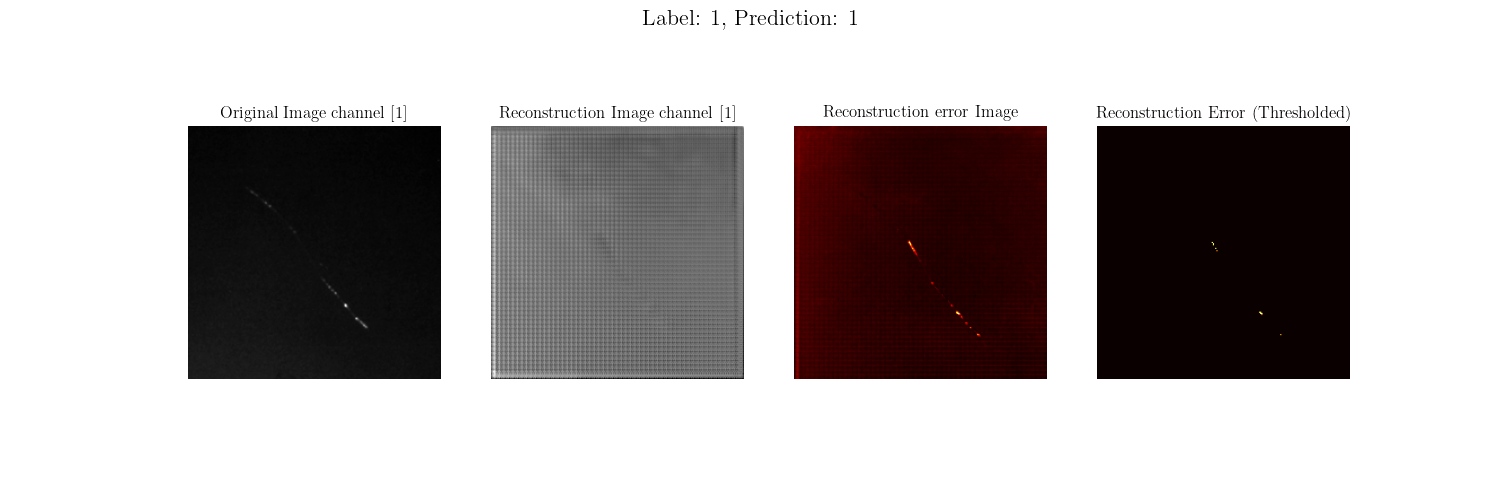 Label: 1, Prediction: 1
Original Image channel [1]
Reconstruction Image channel [1]
Reconstruction error Image
Reconstruction Error (Thresholded)